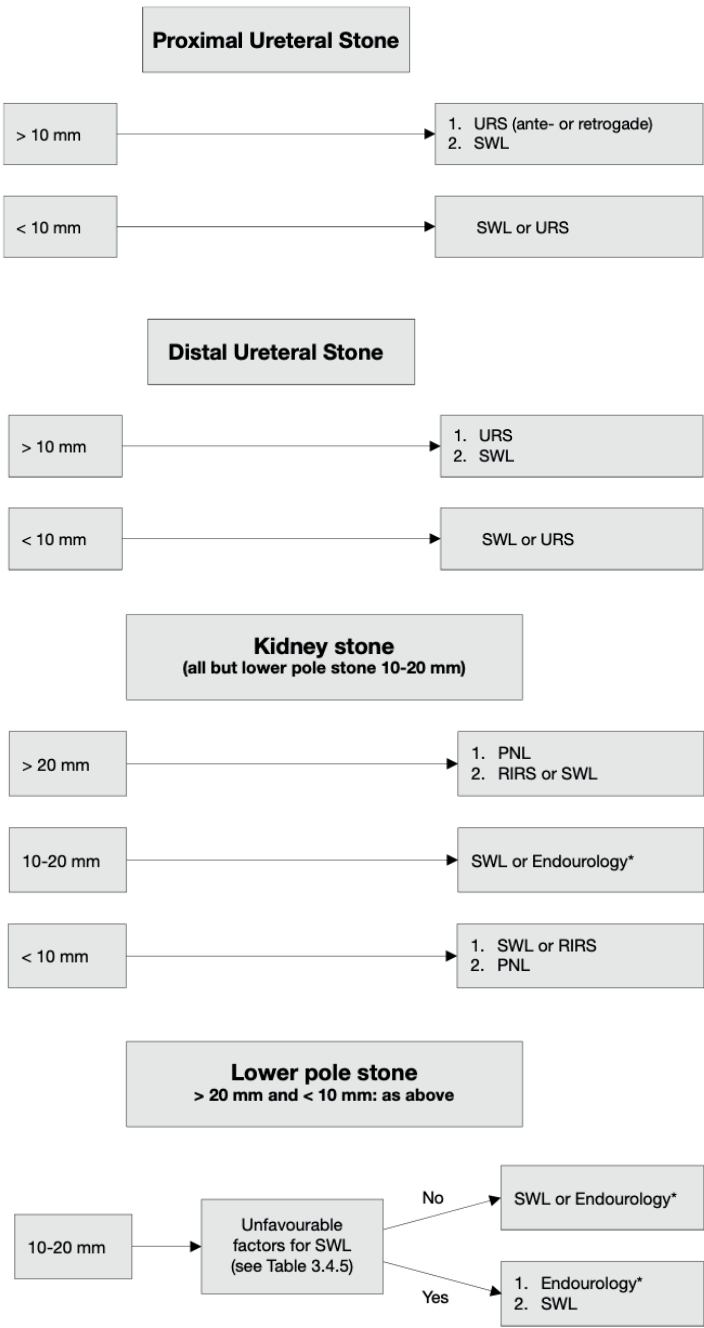 Proximal Ureteral Stone
> 10 mm
1. URS (ante- or retrogade)
2. SWL
< 10 mm
SWL or URS
Distal Ureteral Stone
> 10 mm
1. URS
2. SWL
< 10 mm
SWL or URS
Kidney stone
(all but lower pole stone 10-20 mm)
> 20 mm
1. PNL
2. RIRS or SWL
10-20 mm
SWL or Endourology*
< 10 mm
1. SWL or RIRS
2. PNL
Lower pole stone
> 20 mm and < 10 mm: as above
10-20 mm
Unfavourable
factors for SWL
(see Table 3.4.5)
No
SWL or Endourology*
Yes
1. Endourology*
2. SWL